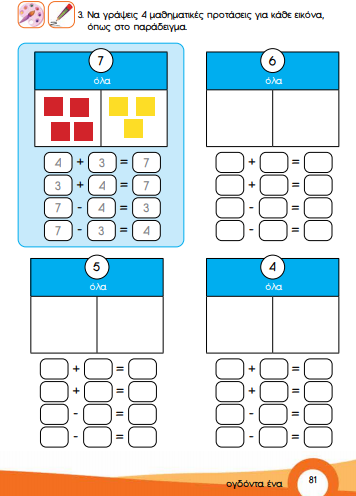 3. Να γράψεις 4 μαθηματικές προτάσεις για κάθε εικόνα,
όπως στο παράδειγμα.
7
όλα
4 + 3 = 7
3 + 4 = 7
7 - 4 = 3
7 - 3 = 4
6
όλα
+ =
+ =
- =
- =
5
όλα
+ =
+ =
- =
- =
4
όλα
+ =
+ =
- =
- =
ογδόντα ένα 81